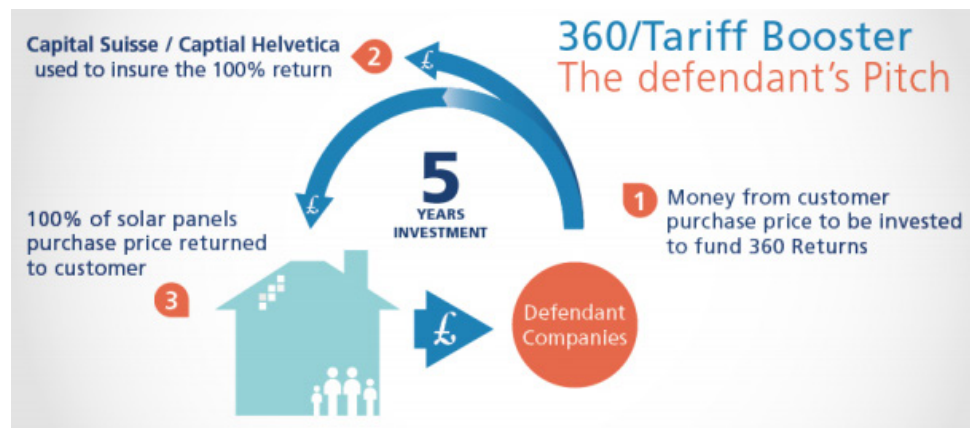 360/Tariff Booster
The defendant's Pitch
Capital Suisse / Captial Helvetica
used to insure the 100% return
2
£
5
YEARS
INVESTMENT
1
Money from customer
purchase price to be invested
to fund 360 Returns
£
100% of solar panels
purchase price returned
to customer
3
£
Defendant
Companies